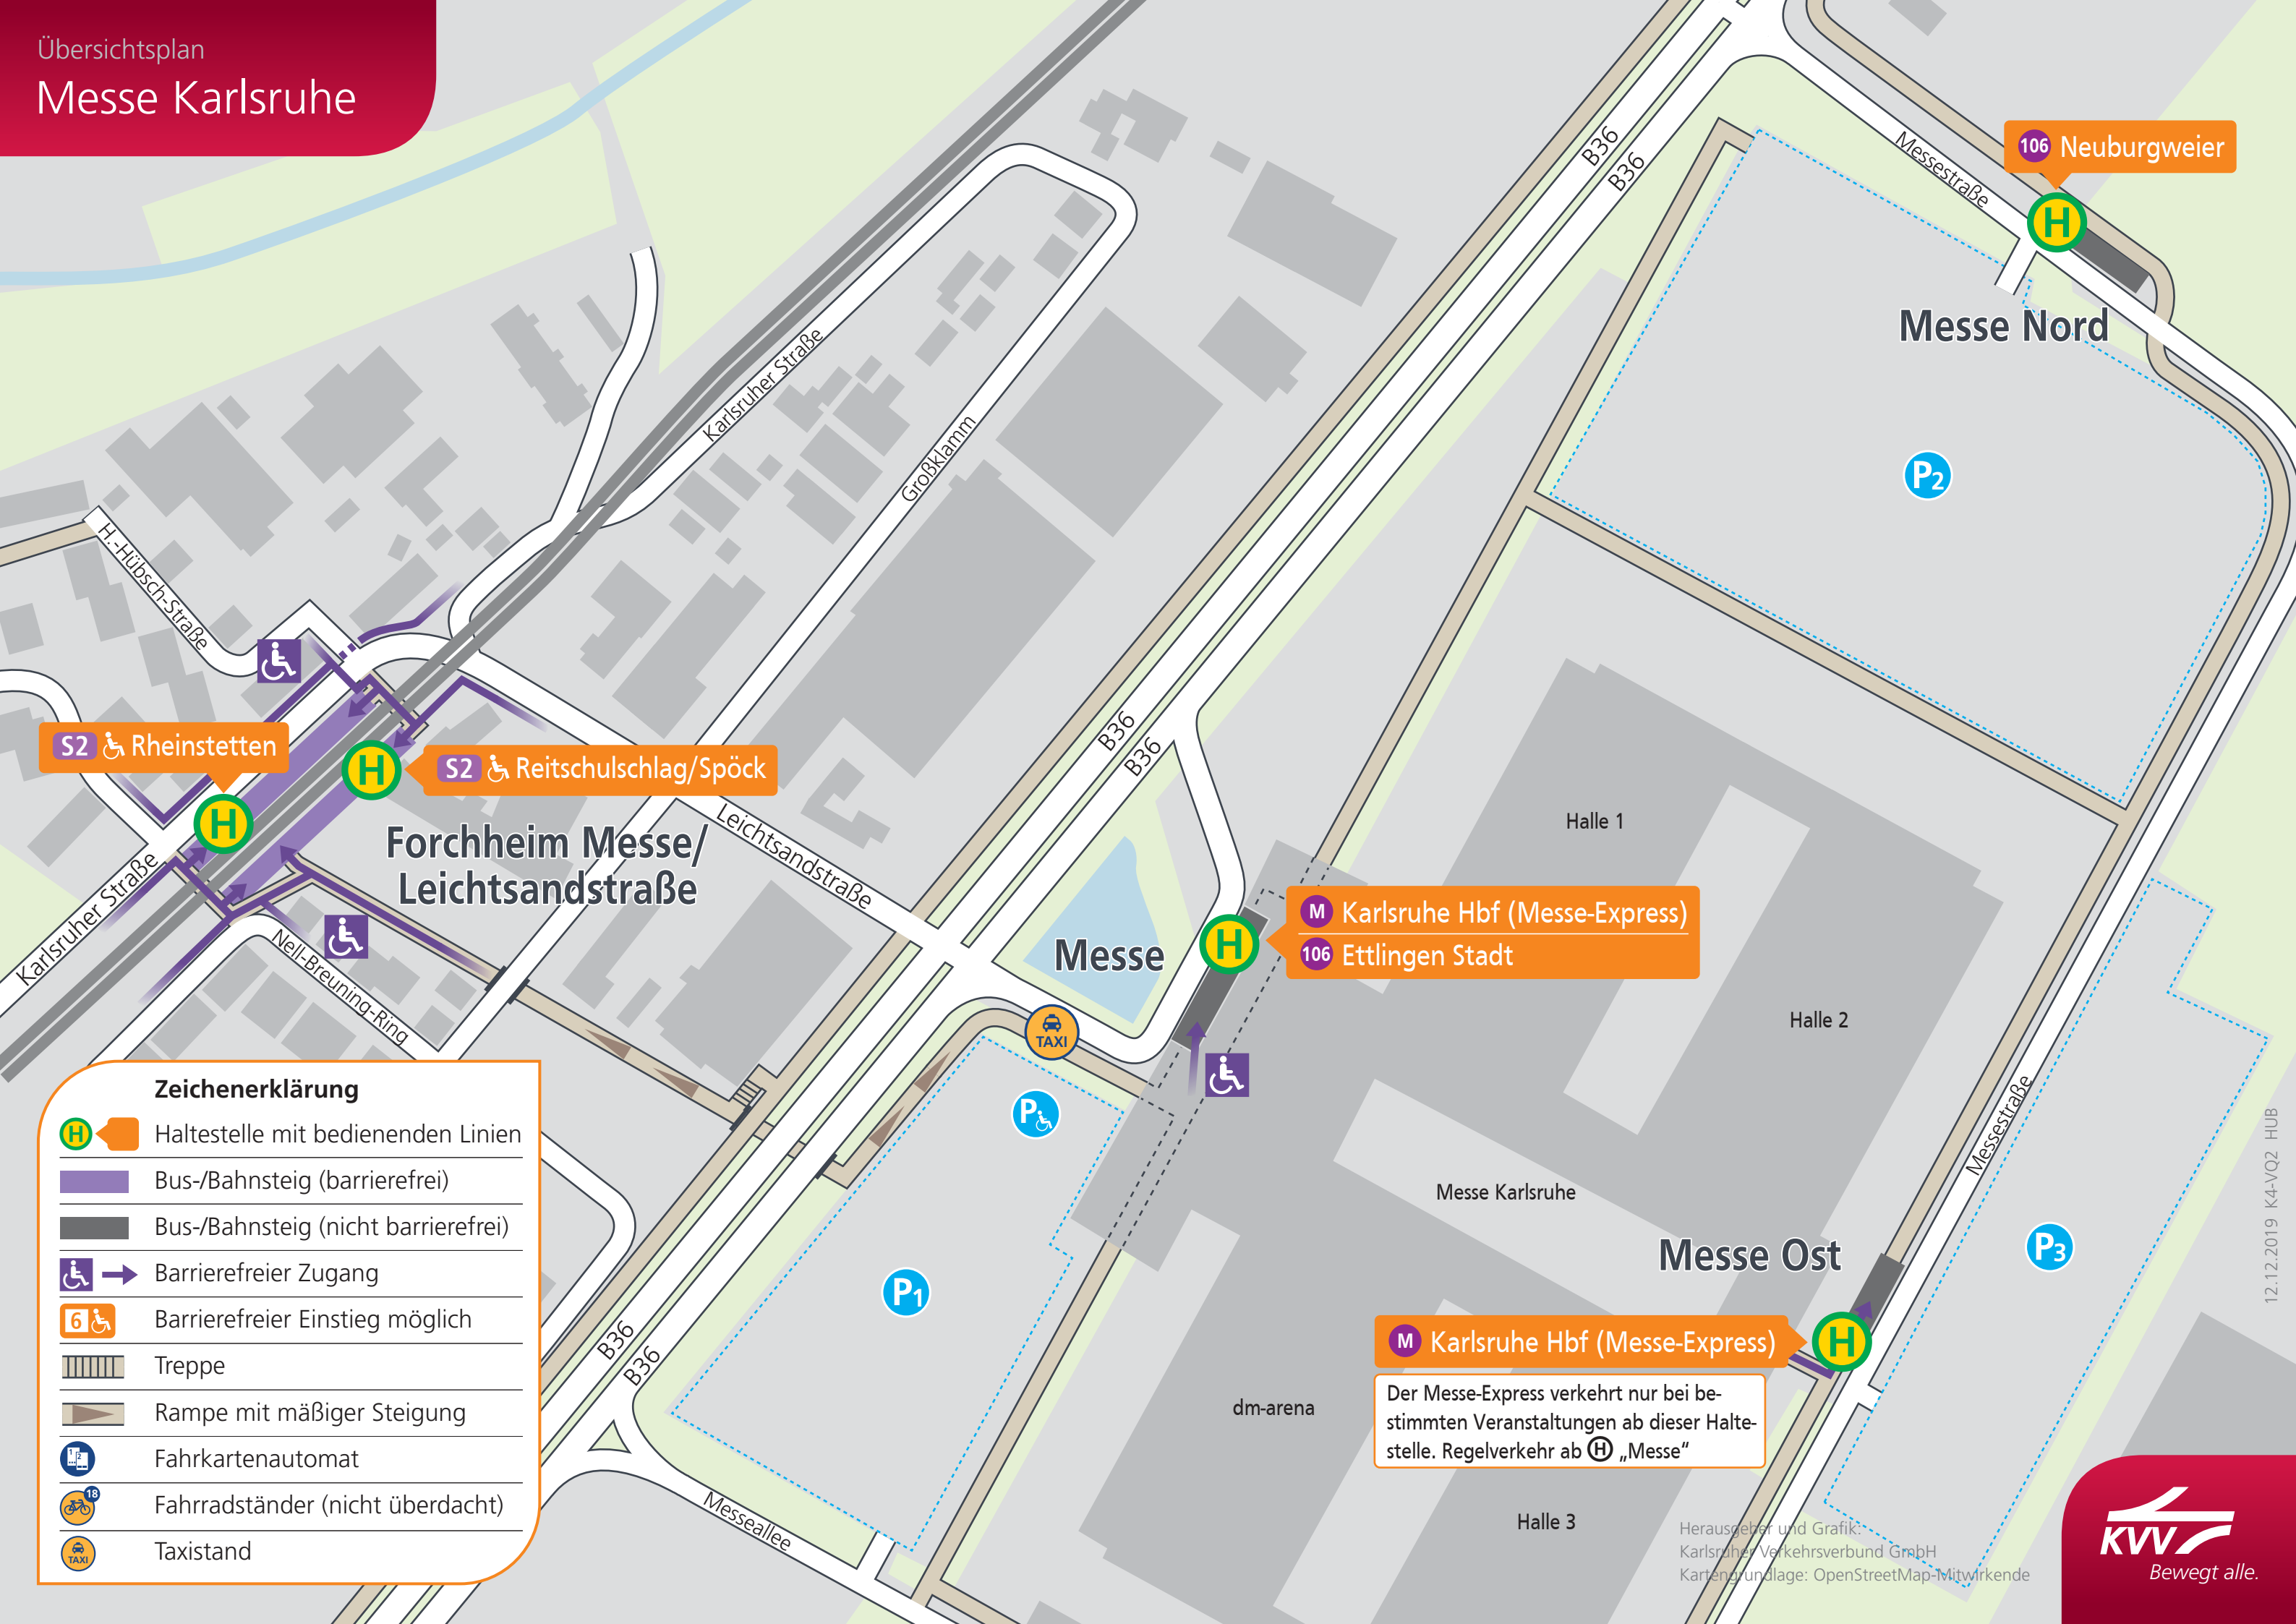 Übersichtsplan
Messe Karlsruhe
B36
B36
Messestraße
106 Neuburgweier
H
Messe Nord
Karlsruher Straße
Großklamm
P2
H.-Hübsch-Straße
S2 Rheinstetten
H
H
S2 Reitschulschlag/Spöck
B36
B36
Forchheim Messe/
Leichtsandstraße
Leichtsandstraße
Karlsruher Straße
Nell-Breuning-Ring
Halle 1
Messe
H
M Karlsruhe Hbf (Messe-Express)
106 Ettlingen Stadt
TAXI
Halle 2
P
Messestraße
Messe Karlsruhe
P1
Messe Ost
P3
B36
B36
M Karlsruhe Hbf (Messe-Express)
H
Der Messe-Express verkehrt nur bei be-
stimmten Veranstaltungen ab dieser Halte-
stelle. Regelverkehr ab H „Messe“
dm-arena
Halle 3
Messeallee
Zeichenerklärung
H Haltestelle mit bedienenden Linien
Bus-/Bahnsteig (barrierefrei)
Bus-/Bahnsteig (nicht barrierefrei)
Barrierefreier Zugang
6 Barrierefreier Einstieg möglich
Treppe
Rampe mit mäßiger Steigung
Fahrkartenautomat
18 Fahrradständer (nicht überdacht)
TAXI Taxistand
Herausgeber und Grafik:
Karlsruher Verkehrsverbund GmbH
Kartengrundlage: OpenStreetMap-Mitwirkende
12.12.2019 K4-VQ2 HUB
KVV
Bewegt alle.